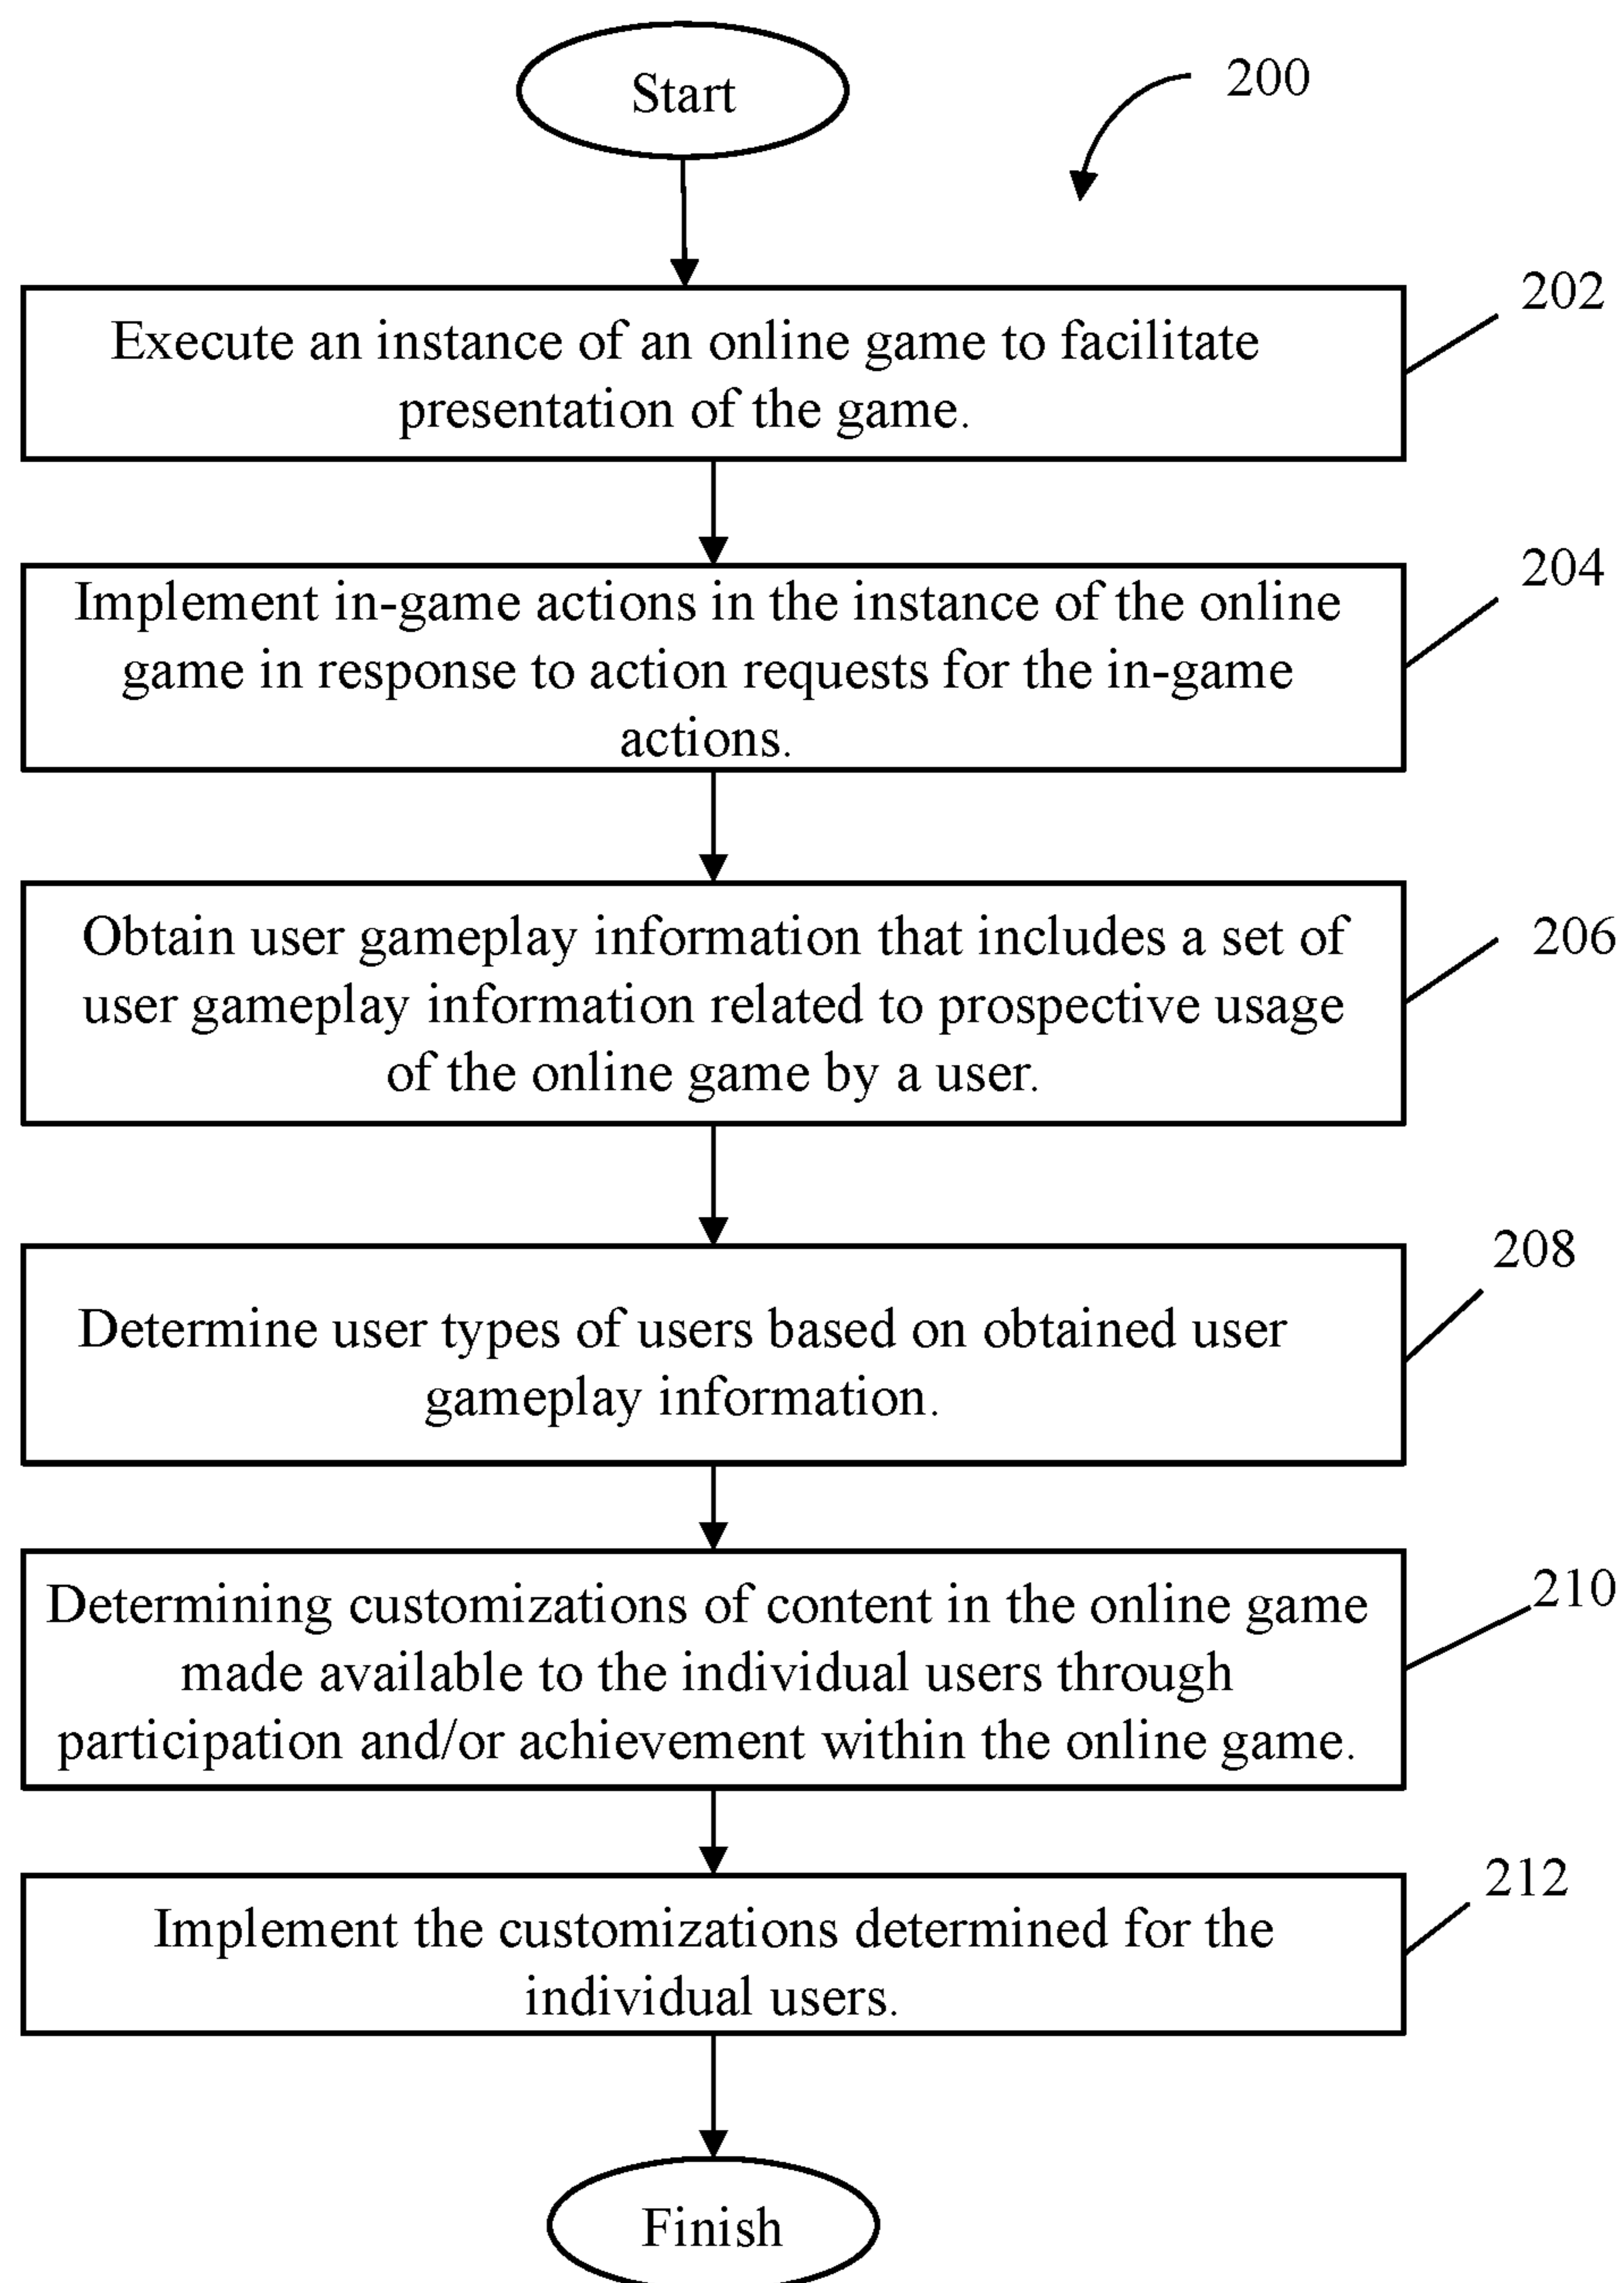 Start
200
202
Execute an instance of an online game to facilitate
presentation of the game.
204
Implement in-game actions in the instance of the online
game in response to action requests for the in-game
actions.
206
Obtain user gameplay information that includes a set of
user gameplay information related to prospective usage
of the online game by a user.
208
Determine user types of users based on obtained user
gameplay information.
210
Determining customizations of content in the online game
made available to the individual users through
participation and/or achievement within the online game.
212
Implement the customizations determined for the
individual users.
Finish